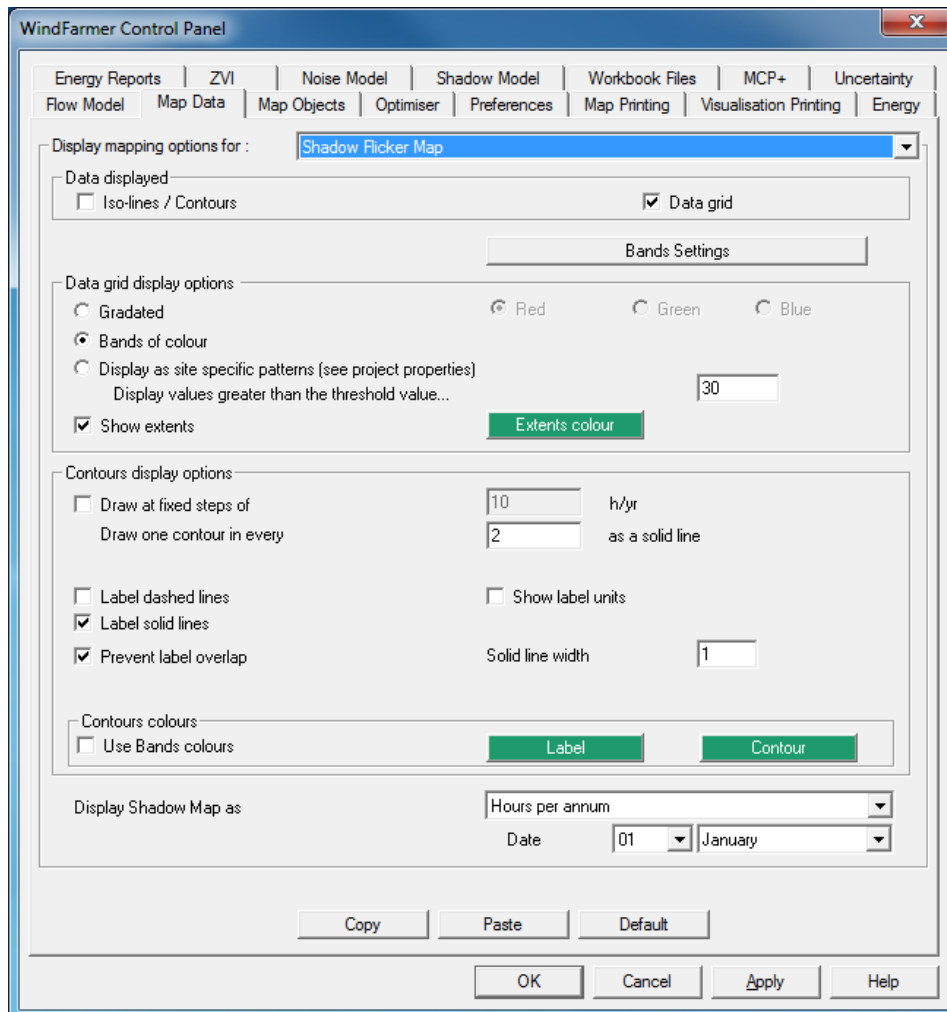 WindFarmer Control Panel
Energy Reports ZVI Noise Model Shadow Model Workbook Files MCP+ Uncertainty
Flow Model Map Data Map Objects Optimiser Preferences Map Printing Visualisation Printing Energy
Display mapping options for : Shadow Flicker Map
Data displayed
Iso-lines / Contours Data grid
Bands Settings
Data grid display options
Gradated Red Green Blue
Bands of colour
Display as site specific patterns (see project properties)
Display values greater than the threshold value... 30
Show extents Extents colour
Contours display options
Draw at fixed steps of 10 h/yr
Draw one contour in every 2 as a solid line
Label dashed lines Show label units
Label solid lines
Prevent label overlap Solid line width 1
Contours colours
Use Bands colours Label Contour
Display Shadow Map as Hours per annum
Date 01 January
Copy Paste Default
OK Cancel Apply Help